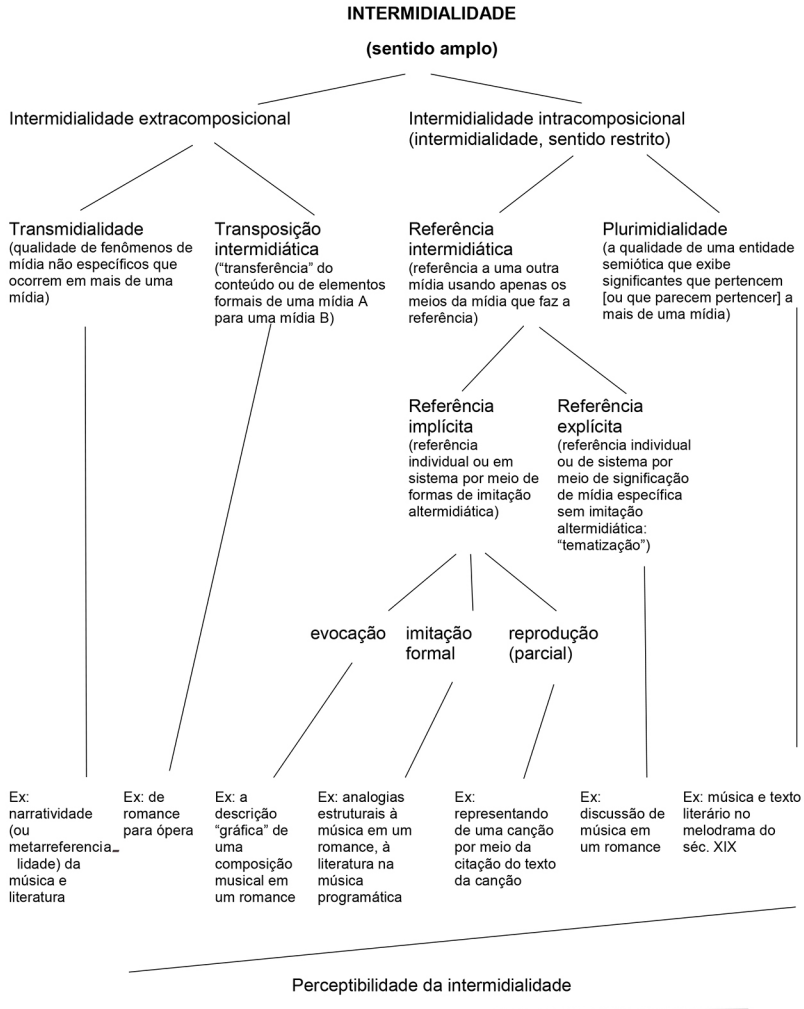 INTERMIDIALIDADE
(sentido amplo)
Intermidialidade extracomposicional
Intermidialidade intracomposicional
(intermidialidade, sentido restrito)
Transmidialidade
(qualidade de fenômenos de
mídia não específicos que
ocorrem em mais de uma
mídia)
Transposição
intermidiática
(“transferência” do
conteúdo ou de elementos
formais de uma mídia A
para uma mídia B)
Referência
intermidiática
(referência a uma outra
mídia usando apenas os
meios da mídia que faz a
referência)
Plurimidialidade
(a qualidade de uma entidade
semiótica que exibe
significantes que pertencem
[ou que parecem pertencer] a
mais de uma mídia)
Referência
implícita
(referência
individual ou em
sistema por meio de
formas de imitação
altermidiática)
Referência
explícita
(referência individual
ou de sistema por
meio de significação
de mídia específica
sem imitação
altermidiática:
“tematização”)
evocação
imitação
formal
reprodução
(parcial)
Ex:
narratividade
(ou
metarreferencia_
lidade) da
música e
literatura
Ex: de
romance
para ópera
Ex: a
descrição
“gráfica” de
uma
composição
musical em
um romance
Ex: analogias
estruturais à
música em um
romance, à
literatura na
música
programática
Ex:
representando
de uma canção
por meio da
citação do texto
da canção
Ex:
discussão de
música em
um romance
Ex: música e texto
literário no
melodrama do
séc. XIX
Perceptibilidade da intermidialidade